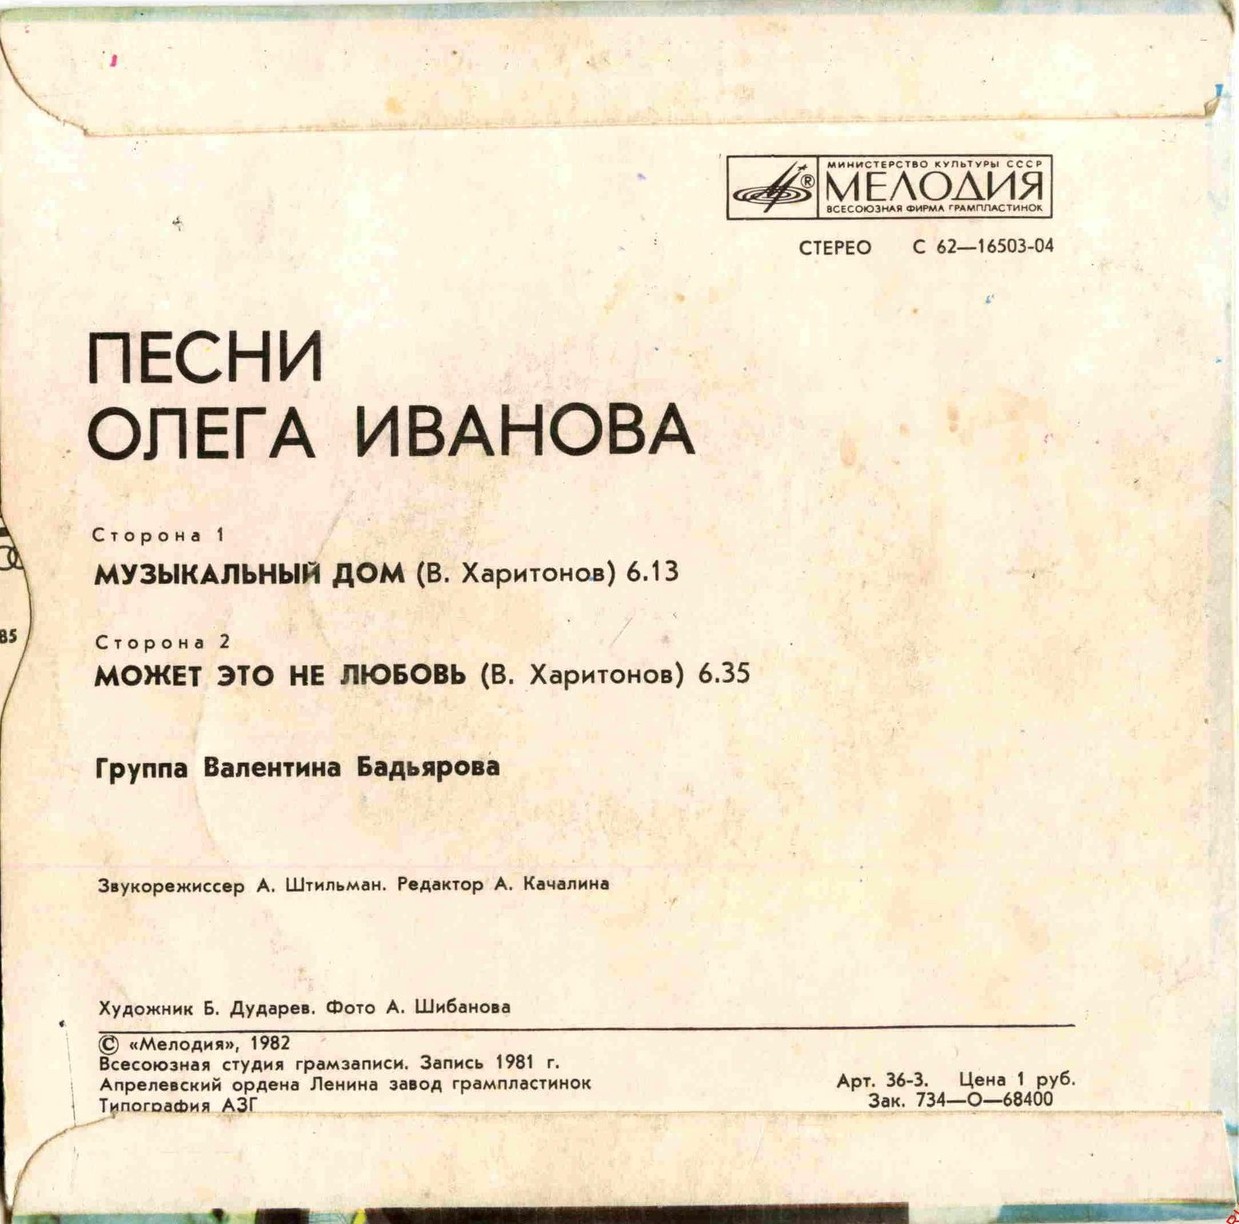 МИНИСТЕРСТВО КУЛЬТУРЫ СССР
® МЕЛОДИЯ
ВСЕСОЮЗНАЯ ФИРМА ГРАМПЛАСТИНОК
СТЕРЕО С 62—16503-04
ПЕСНИ
ОЛЕГА ИВАНОВА
Сторона 1
МУЗЫКАЛЬНЫЙ ДОМ (В. Харитонов) 6.13
85
Сторона 2
МОЖЕТ ЭТО НЕ ЛЮБОВЬ (В. Харитонов) 6.35
Группа Валентина Бадьярова
Звукорежиссер А. Штильман. Редактор А. Качалина
Художник Б. Дударев. Фото А. Шибанова
© «Мелодия», 1982
Всесоюзная студия грамзаписи. Запись 1981 г.
Апрелевский ордена Ленина завод грампластинок
Типография АЗГ
Арт. 36-3. Цена 1 руб.
Зак. 734—О—68400